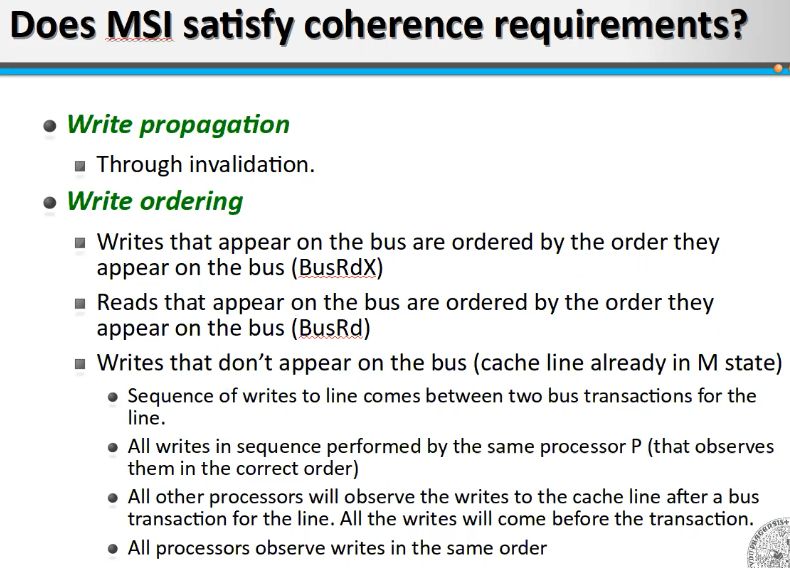 Does MSI satisfy coherence requirements?
Write propagation
Through invalidation.
Write ordering
Writes that appear on the bus are ordered by the order they
appear on the bus (BusRdX)
Reads that appear on the bus are ordered by the order they
appear on the bus (BusRd)
Writes that don't appear on the bus (cache line already in M state)
Sequence of writes to line comes between two bus transactions for the
line.
All writes in sequence performed by the same processor P (that observes
them in the correct order)
All other processors will observe the writes to the cache line after a bus
transaction for the line. All the writes will come before the transaction.
All processors observe writes in the same order